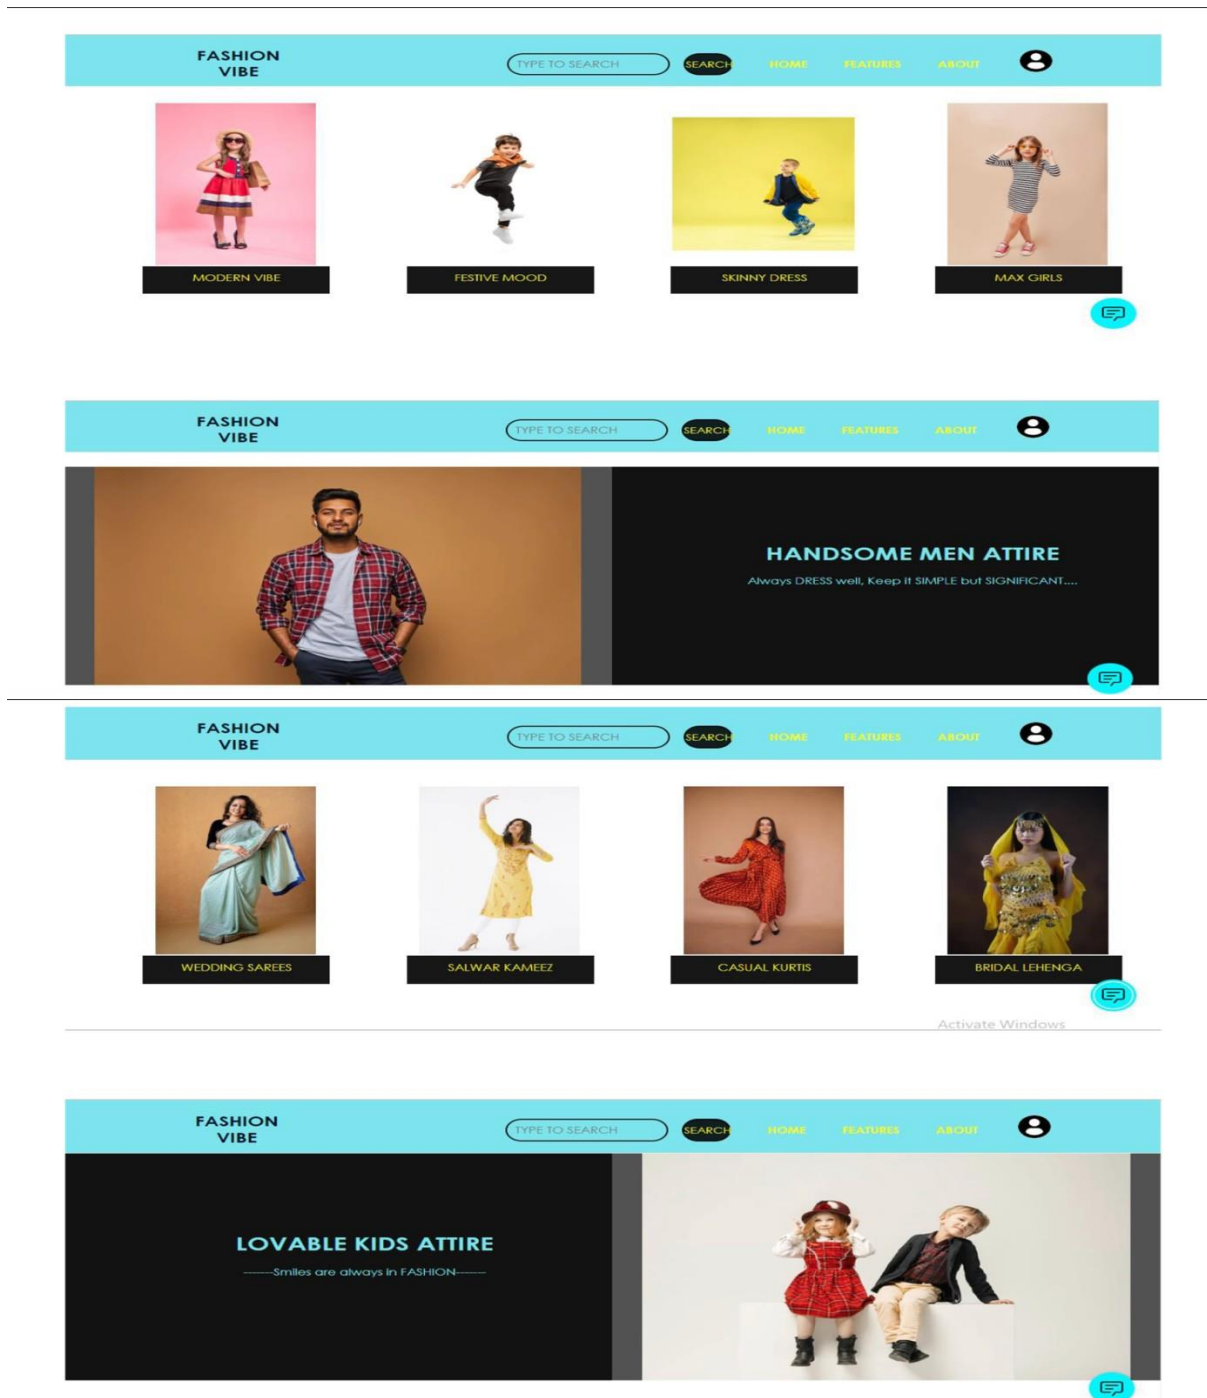 FASHION
VIBE
TYPE TO SEARCH SEARCH HOME FEATURES ABOUT
MODERN VIBE FESTIVE MOOD SKINNY DRESS MAX GIRLS
FASHION
VIBE
TYPE TO SEARCH SEARCH HOME FEATURES ABOUT
HANDSOME MEN ATTIRE
Always DRESS well, Keep it SIMPLE but SIGNIFICANT....
FASHION
VIBE
TYPE TO SEARCH SEARCH HOME FEATURES ABOUT
WEDDING SAREES SALWAR KAMEEZ CASUAL KURTIS BRIDAL LEHENGA
Activate Windows
FASHION
VIBE
TYPE TO SEARCH SEARCH HOME FEATURES ABOUT
LOVABLE KIDS ATTIRE
-------Smiles are always in FASHION-------